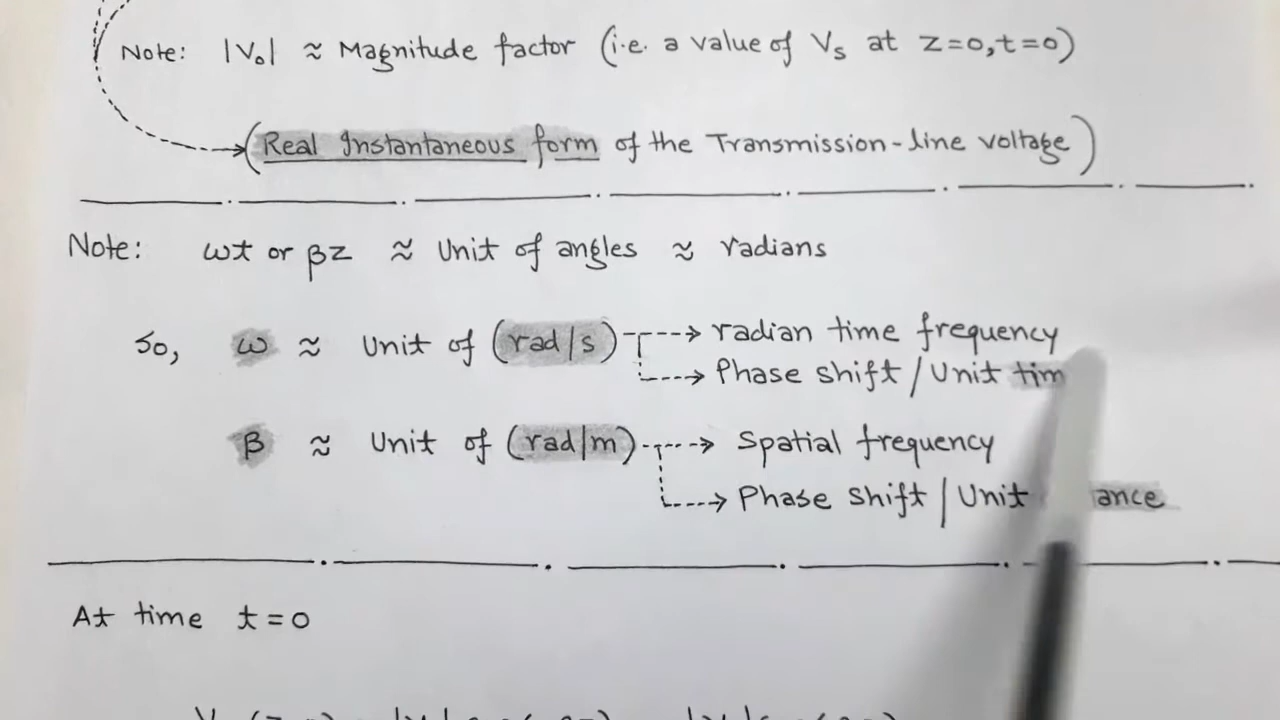 Note: |V₀| ≈ Magnitude factor (i.e. a value of Vs at z=0, t=0)
(Real Instantaneous form of the Transmission-line voltage)
Note: ωt or βz ≈ Unit of angles ≈ radians
So, ω ≈ Unit of (rad/s) → radian time frequency
→ Phase shift / Unit tim
β ≈ Unit of (rad/m) → Spatial frequency
→ Phase shift / Unit ance
At time t=0